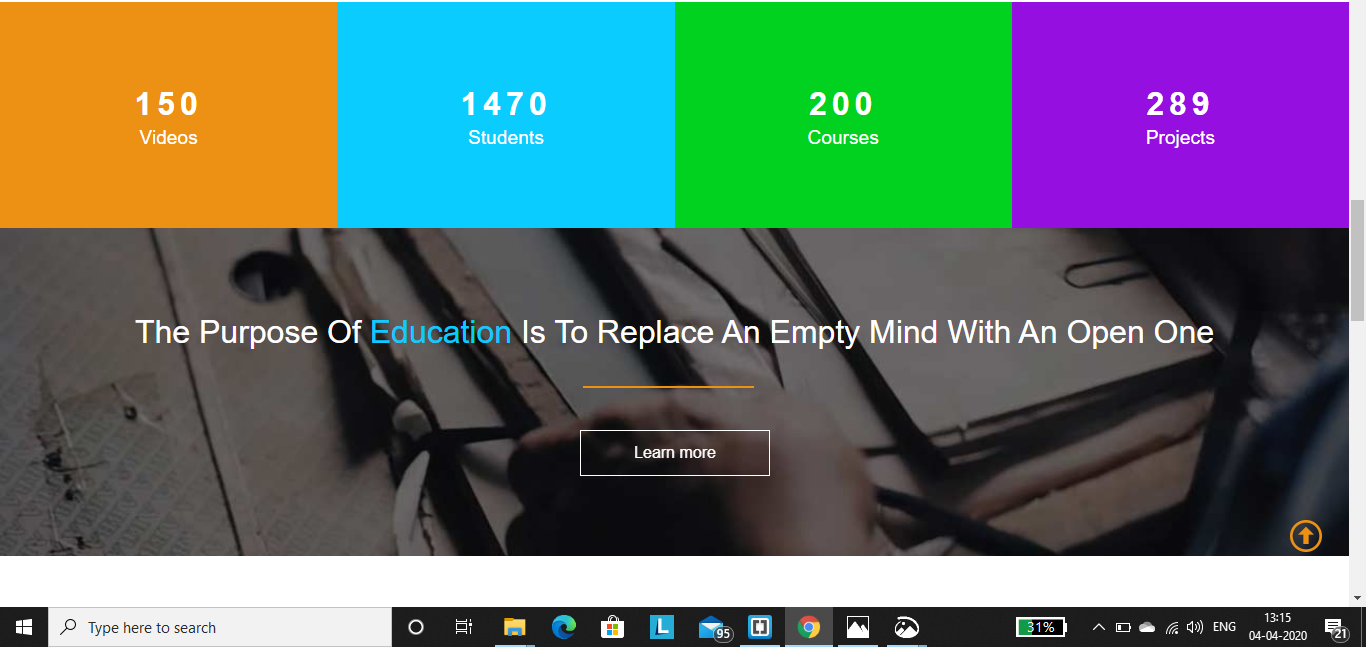 150
Videos
1470
Students
200
Courses
289
Projects
The Purpose Of Education Is To Replace An Empty Mind With An Open One
Learn more
Type here to search
L
95
31%
ENG
13:15
04-04-2020
21